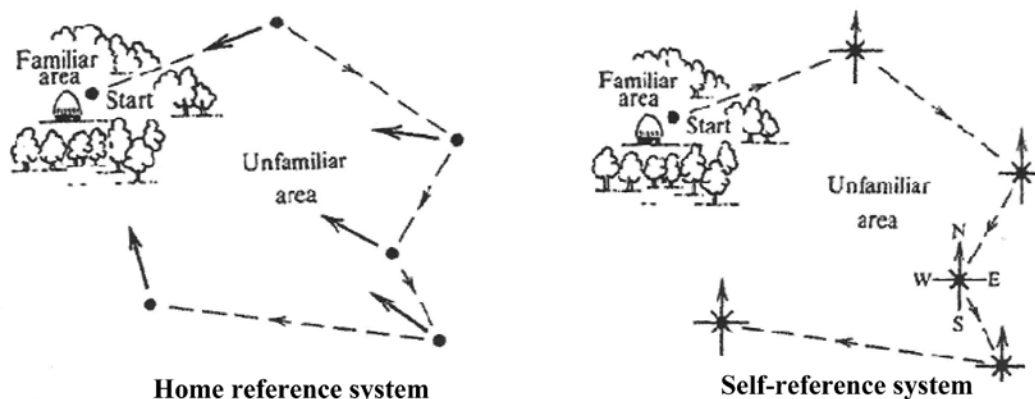 Familiar
area
Start
Unfamiliar
area
Home reference system
Familiar
area
Start
Unfamiliar
area
N
W E
S
Self-reference system